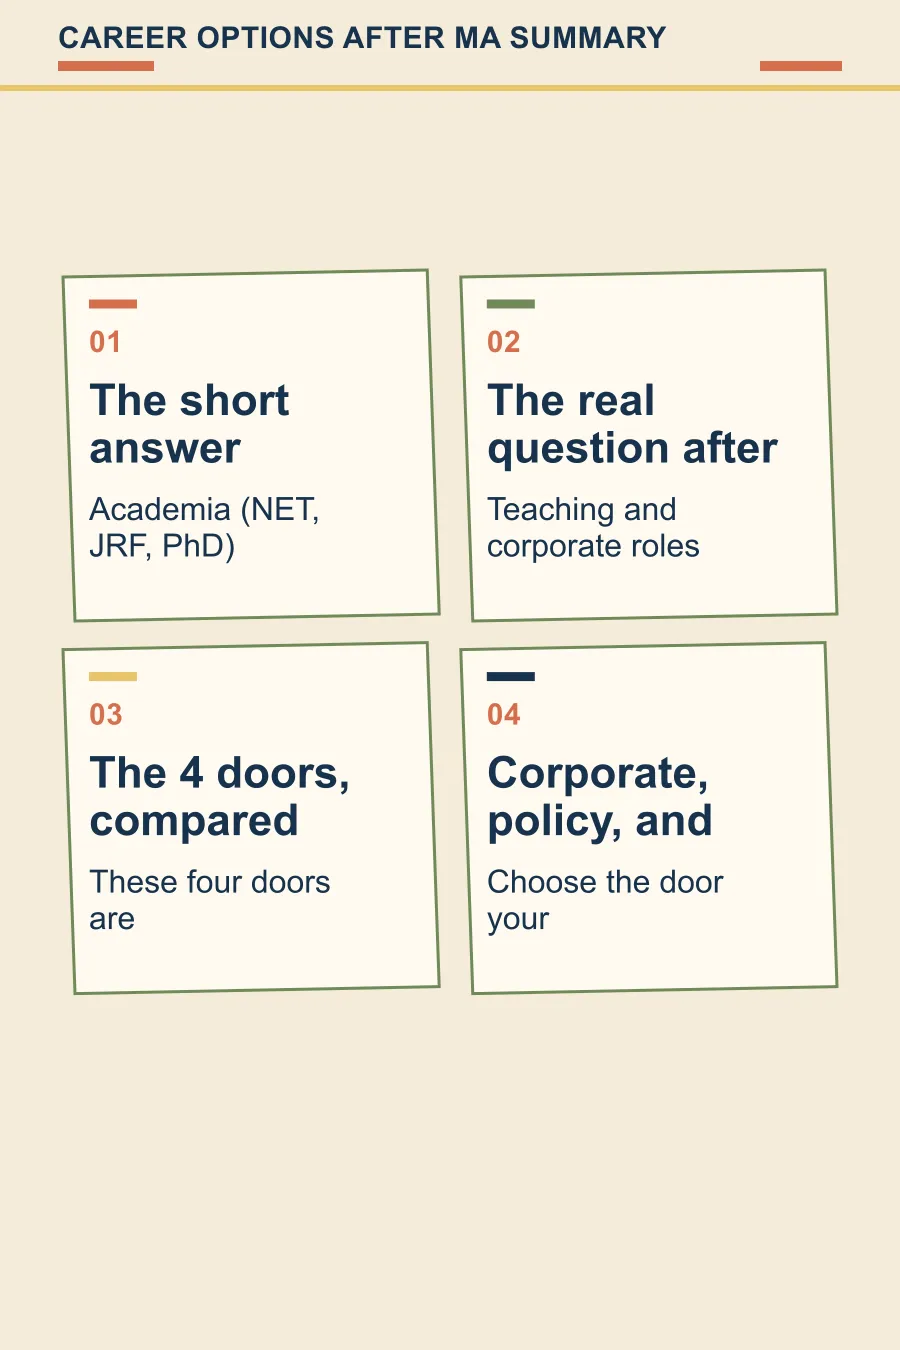 CAREER OPTIONS AFTER MA SUMMARY
01
The short
answer
Academia (NET,
JRF, PhD)
02
The real
question after
Teaching and
corporate roles
03
The 4 doors,
compared
These four doors
are
04
Corporate,
policy, and
Choose the door
your